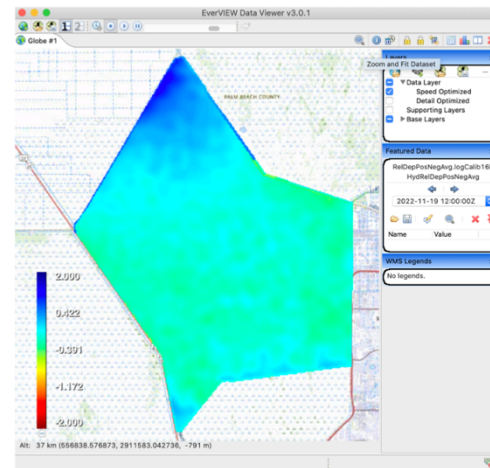 EverVIEW Data Viewer v3.0.1
1 2
Globe #1
Zoom and Fit Dataset
Layers
PALM BEACH COUNTY
Data Layer
Speed Optimized
Detail Optimized
Supporting Layers
Base Layers
Featured Data
RelDepPosNegAvg.logCalib16
HydRelDepPosNegAvg
2022-11-19 12:00:00Z
Name Value
WMS Legends
No legends.
2.000
0.422
-0.391
-1.172
-2.000
Alt: 37 km (556838.576873, 2911583.042736, -791 m)